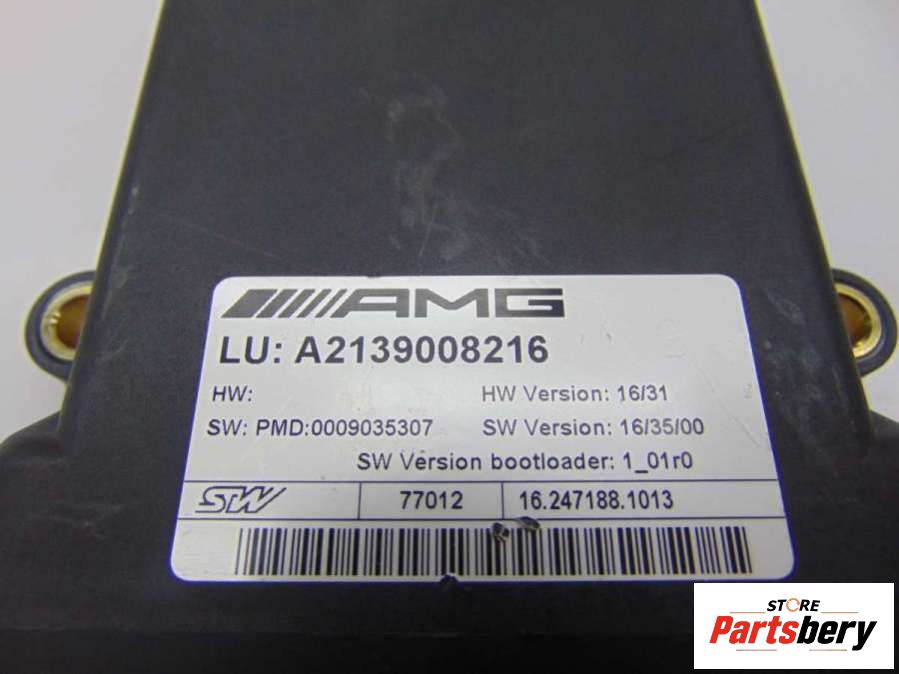 AMG
LU: A2139008216
HW: HW Version: 16/31
SW: PMD:0009035307 SW Version: 16/35/00
SW Version bootloader: 1_01r0
SW 77012 16.247188.1013
STORE
Partsbery